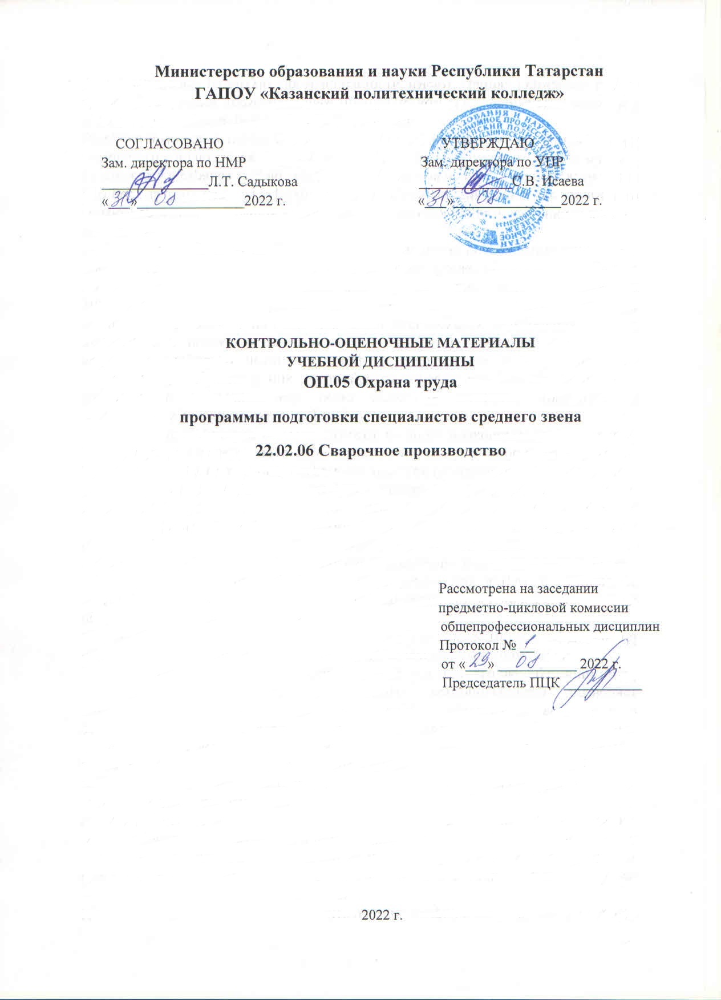 Министерство образования и науки Республики Татарстан
ГАПОУ «Казанский политехнический колледж»
СОГЛАСОВАНО
Зам. директора по НМР
Л.Т. Садыкова
«31» 08 2022 г.
УТВЕРЖДАЮ
Зам. директора по УПР
С.В. Исаева
«31» 08 2022 г.
КОНТРОЛЬНО-ОЦЕНОЧНЫЕ МАТЕРИАЛЫ
УЧЕБНОЙ ДИСЦИПЛИНЫ
ОП.05 Охрана труда
программы подготовки специалистов среднего звена
22.02.06 Сварочное производство
Рассмотрена на заседании
предметно-цикловой комиссии
общепрофессиональных дисциплин
Протокол № 1
от «29» 08 2022 г.
Председатель ПЦК
2022 г.